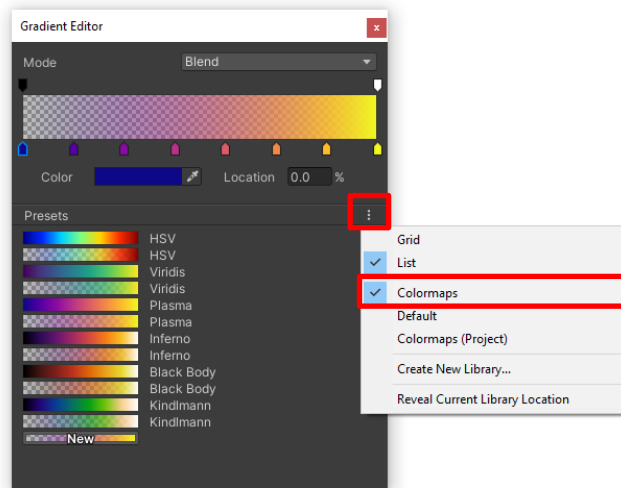 Gradient Editor
x
Mode Blend
Color Location 0.0 %
Presets
HSV
HSV
Viridis
Viridis
Plasma
Plasma
Inferno
Inferno
Black Body
Black Body
Kindlmann
Kindlmann
New
Grid
List
Colormaps
Default
Colormaps (Project)
Create New Library...
Reveal Current Library Location